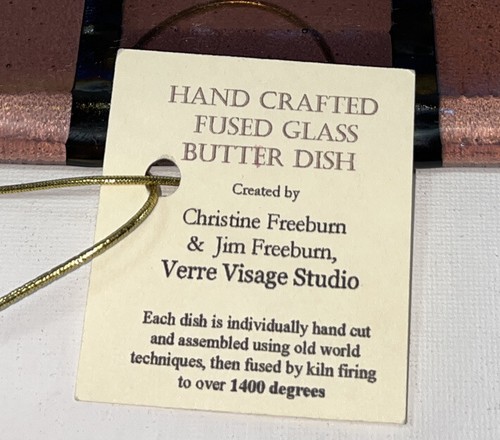 HAND CRAFTED
FUSED GLASS
BUTTER DISH
Created by
Christine Freeburn
& Jim Freeburn,
Verre Visage Studio
Each dish is individually hand cut
and assembled using old world
techniques, then fused by kiln firing
to over 1400 degrees